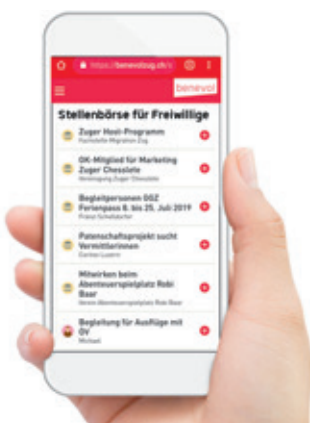 https://benevolzug.ch/s
benevol
Stellenbörse für Freiwillige
Zuger Host-Programm
Fachstelle Migration Zug
OK-Mitglied für Marketing
Zuger Chesslete
Vereinigung Zuger Chesslete
Begleitpersonen GGZ
Ferienpass 8. bis 25. Juli 2019
Patenschaftsprojekt sucht
Vermittlerinnen
Caritas Luzern
Mitwirken beim
Abenteuerspielplatz Robi
Baar
Verein Abenteuerspielplatz Robi Baar
Begleitung für Ausflüge mit
ÖV
Michael